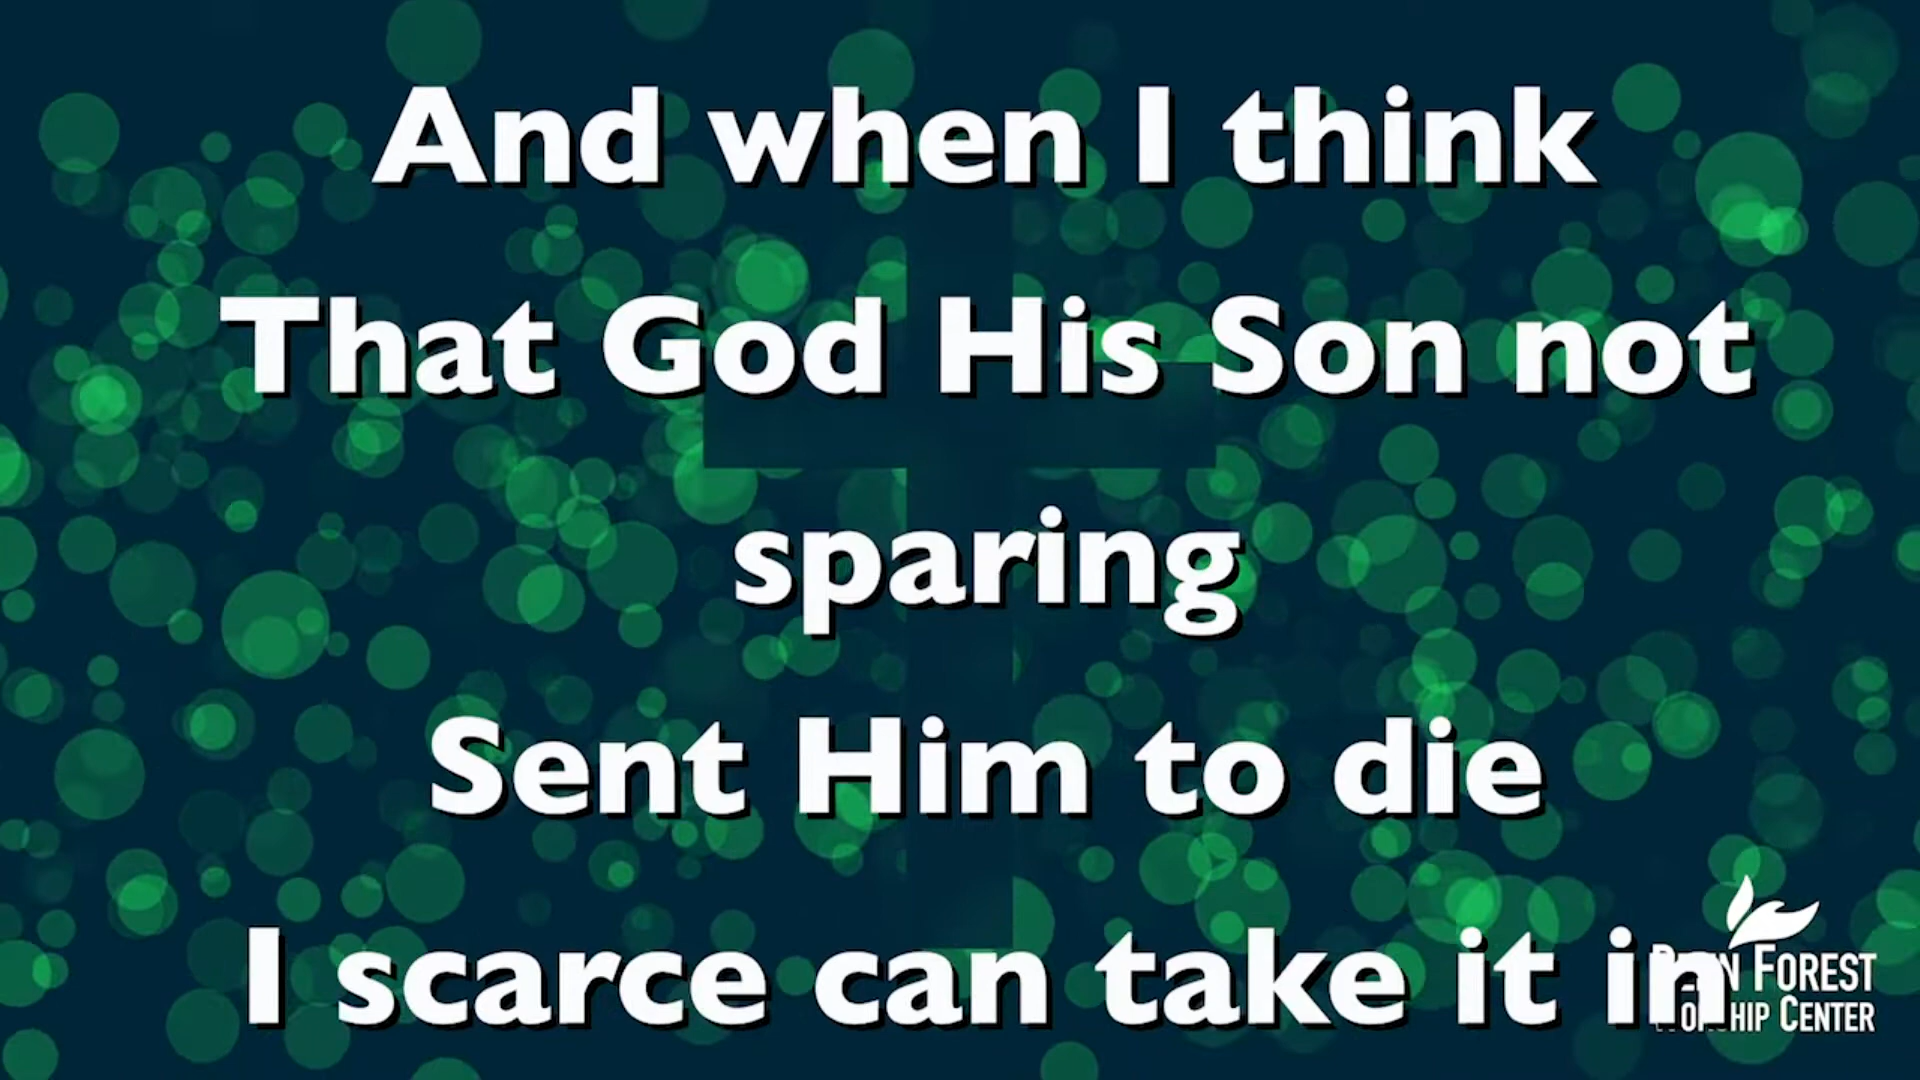 And when I think
That God His Son not
sparing
Sent Him to die
I scarce can take it in
FOREST
CENTER